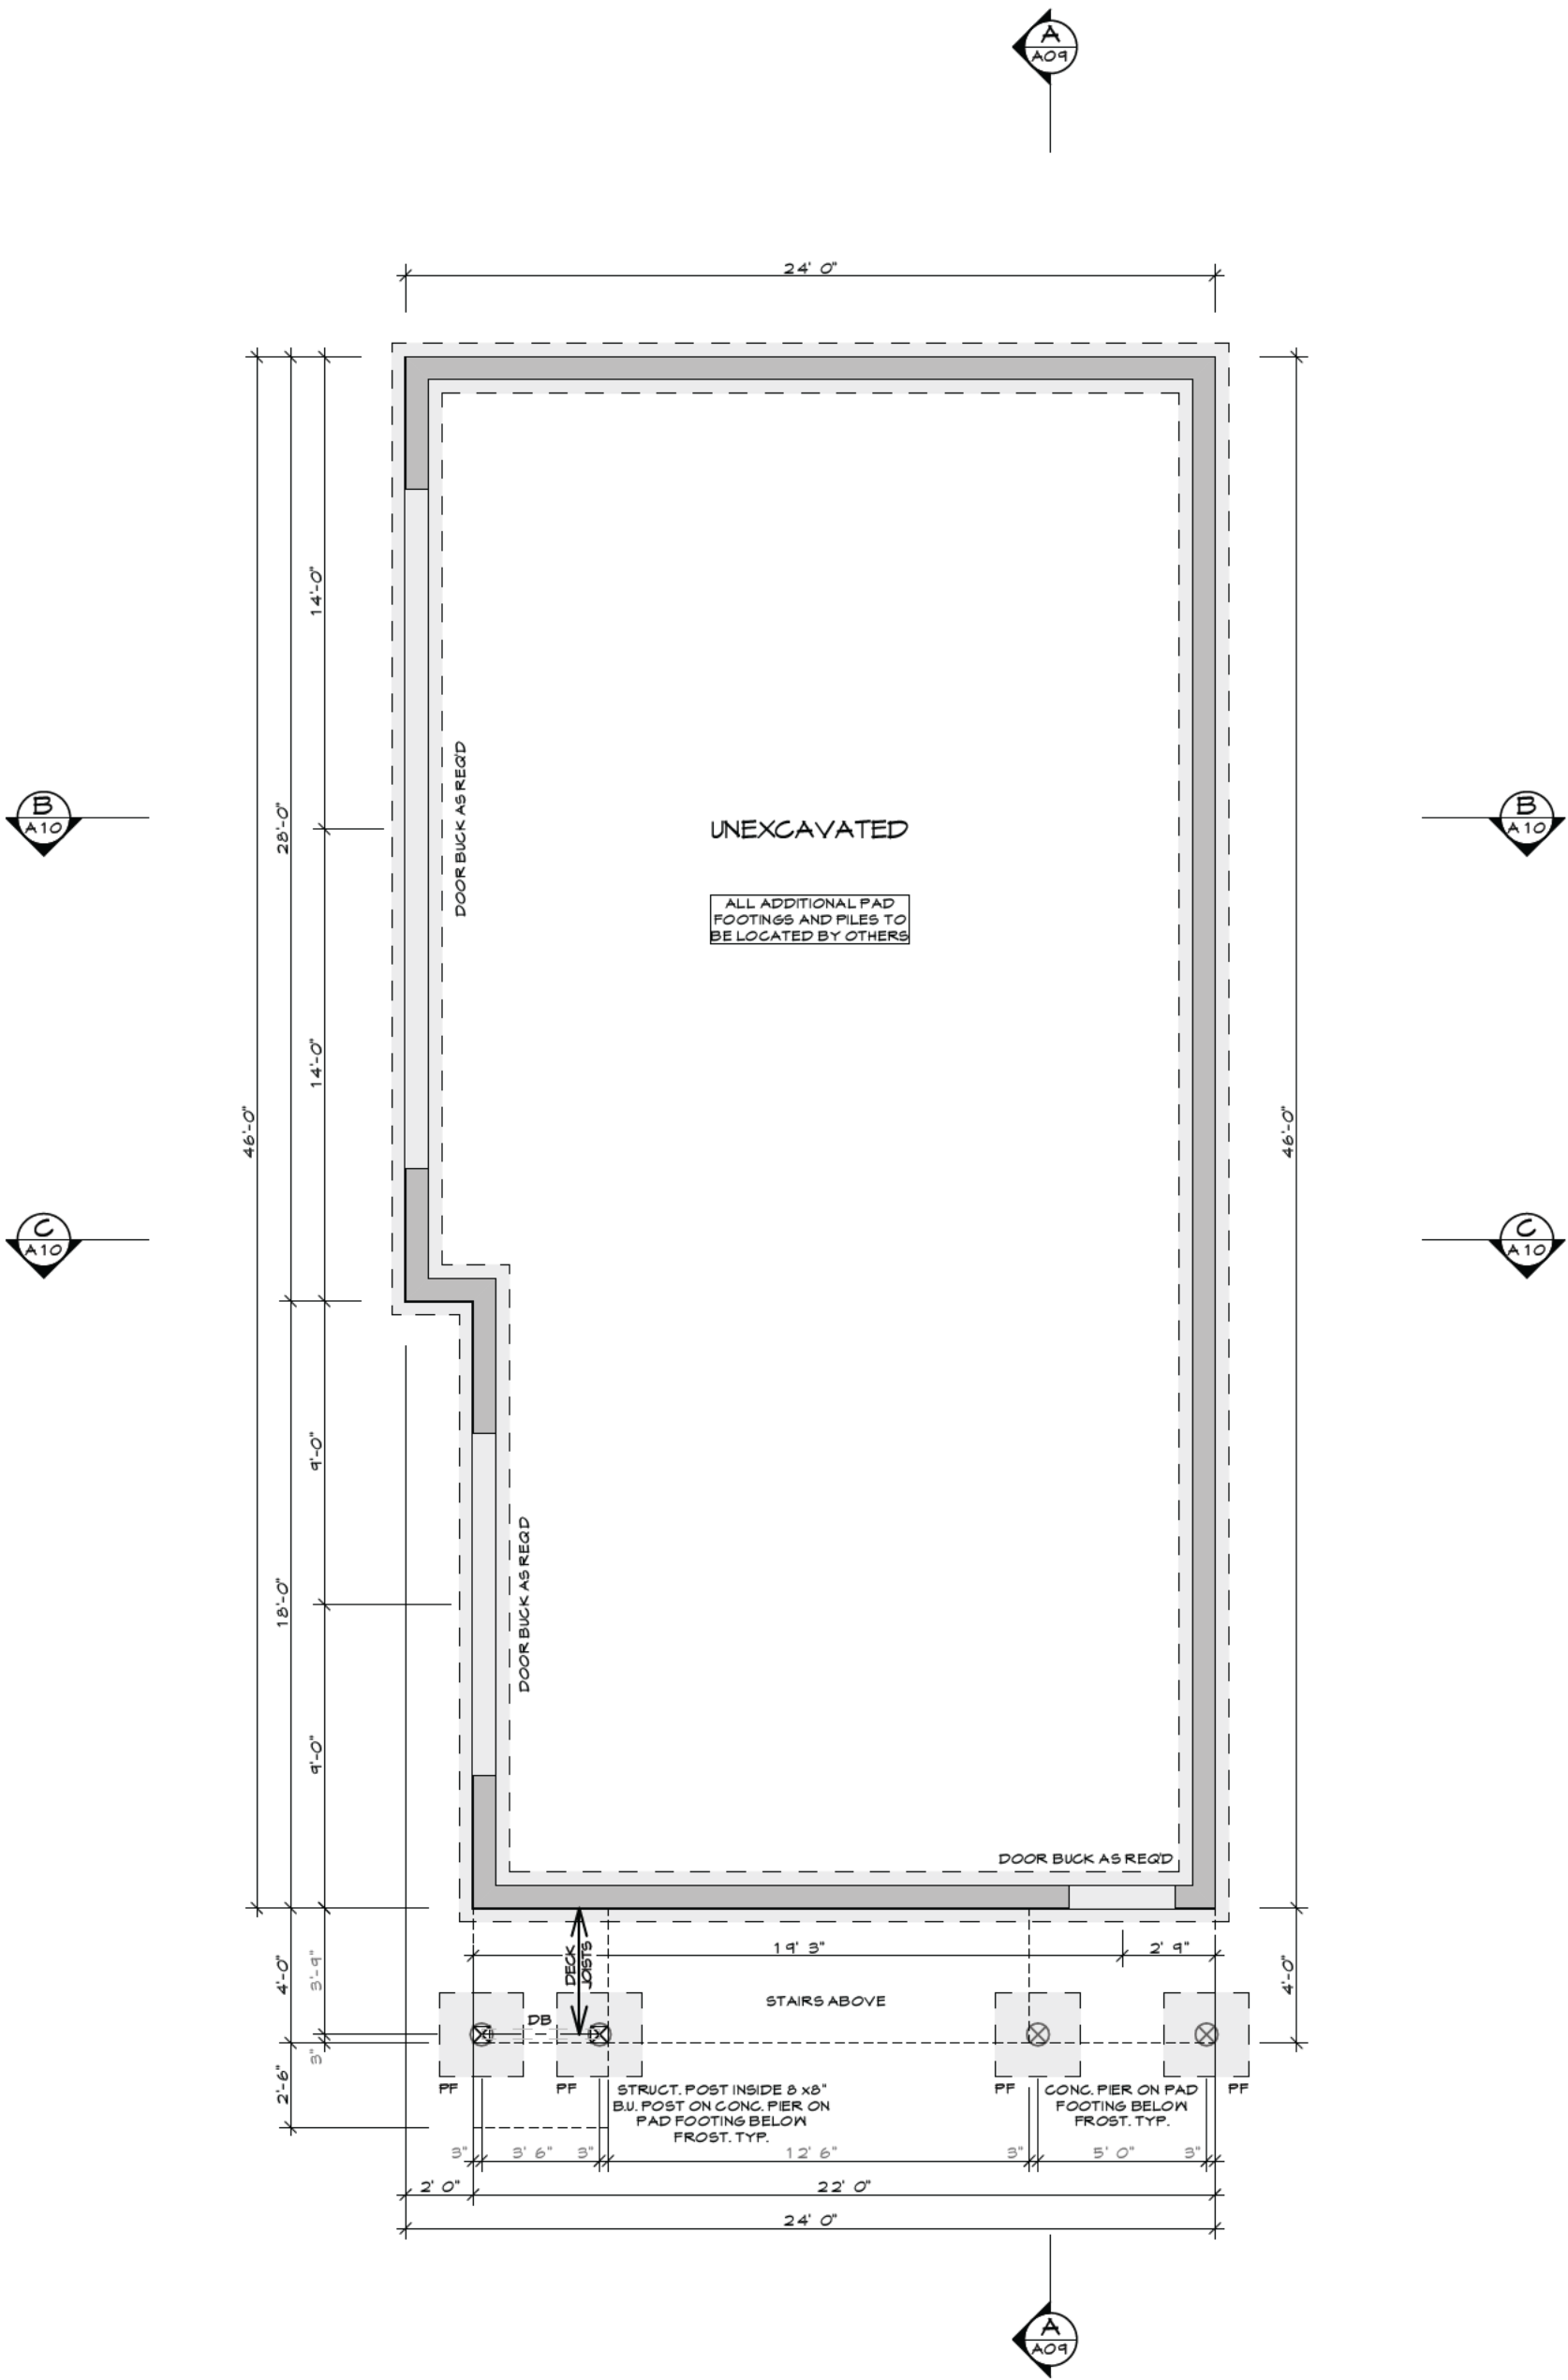 A
A09
24' 0"
14'-0"
28'-0"
DOOR BUCK AS REQ'D
B
A10
UNEXCAVATED
B
A10
ALL ADDITIONAL PAD
FOOTINGS AND PILES TO
BE LOCATED BY OTHERS
14'-0"
46'-0"
46'-0"
C
A10
C
A10
9'-0"
18'-0"
DOOR BUCK AS REQ'D
9'-0"
DOOR BUCK AS REQ'D
4'-0"
3'-9"
DECK
JOISTS
19' 3"
2' 9"
4'-0"
STAIRS ABOVE
DB
3"
2'-6"
PF
PF
STRUCT. POST INSIDE 8 x8"
B.U. POST ON CONC. PIER ON
PAD FOOTING BELOW
FROST. TYP.
PF
CONC. PIER ON PAD
FOOTING BELOW
FROST. TYP.
PF
3"
3' 6"
3"
12' 6"
3"
5' 0"
3"
2' 0"
22' 0"
24' 0"
A
A09